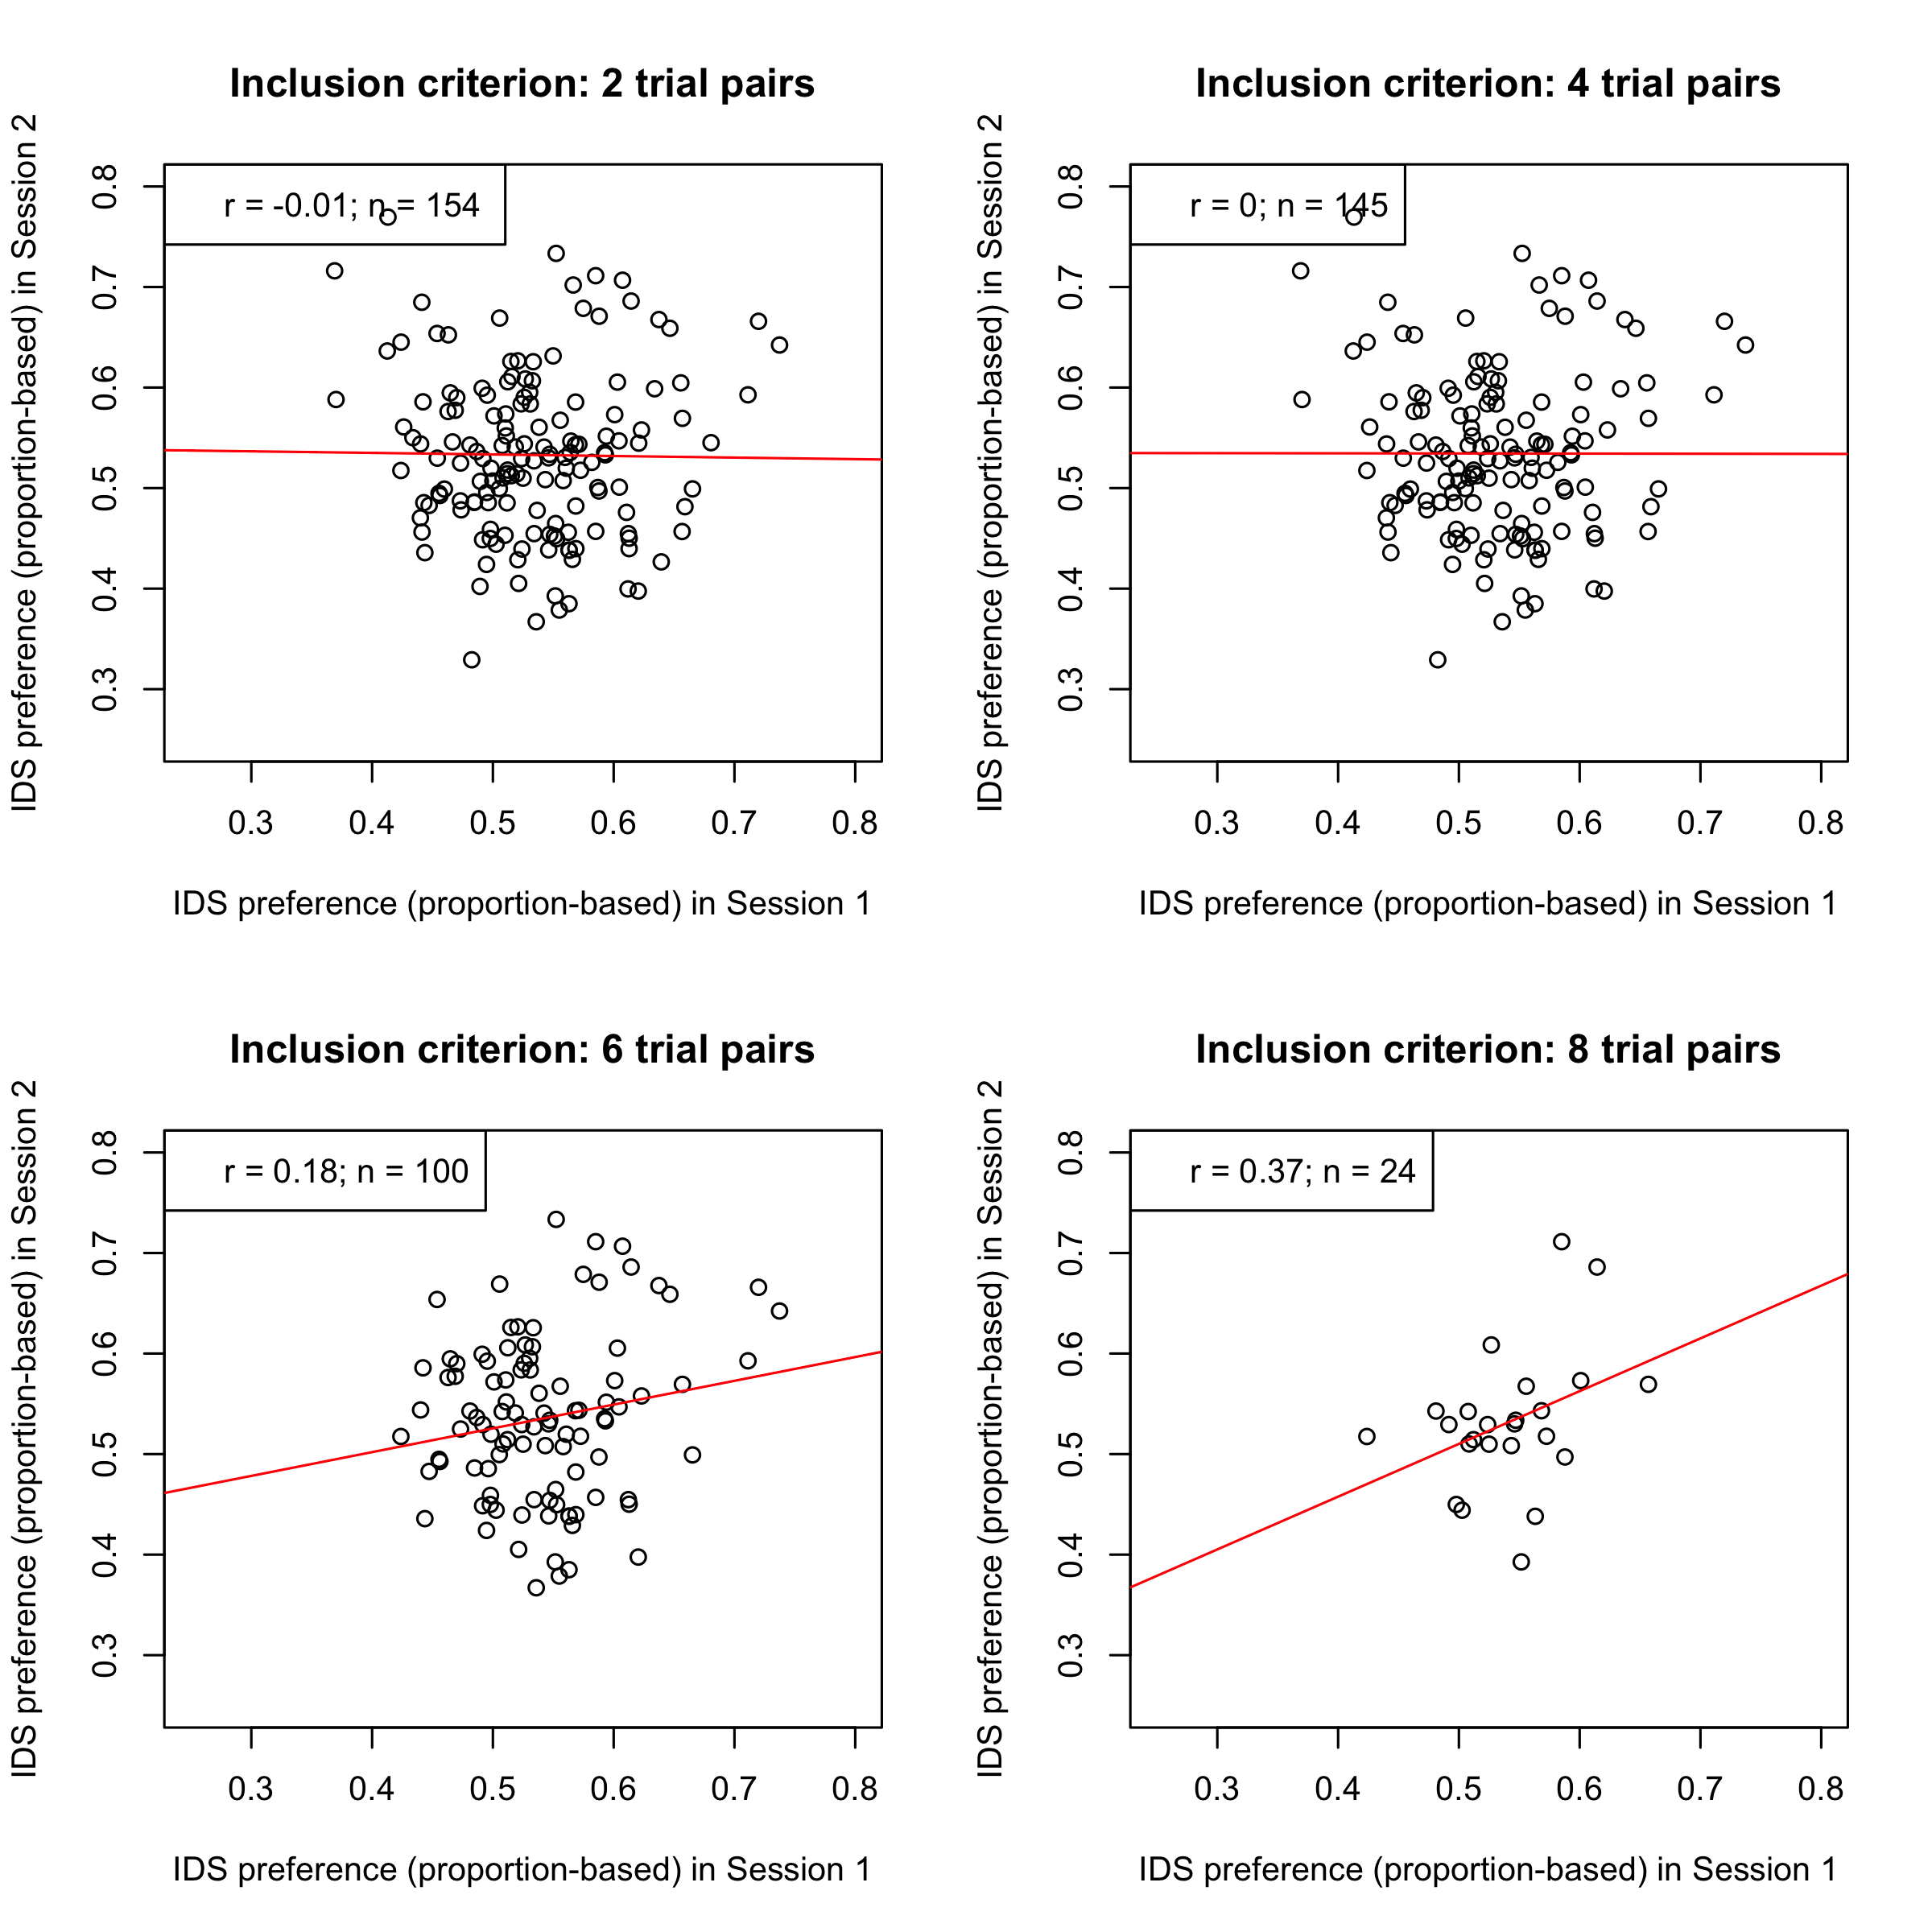 Inclusion criterion: 2 trial pairs
r = -0.01; n = 154
IDS preference (proportion-based) in Session 2
0.8
0.7
0.6
0.5
0.4
0.3
0.3 0.4 0.5 0.6 0.7 0.8
IDS preference (proportion-based) in Session 1
Inclusion criterion: 4 trial pairs
r = 0; n = 145
IDS preference (proportion-based) in Session 2
0.8
0.7
0.6
0.5
0.4
0.3
0.3 0.4 0.5 0.6 0.7 0.8
IDS preference (proportion-based) in Session 1
Inclusion criterion: 6 trial pairs
r = 0.18; n = 100
IDS preference (proportion-based) in Session 2
0.8
0.7
0.6
0.5
0.4
0.3
0.3 0.4 0.5 0.6 0.7 0.8
IDS preference (proportion-based) in Session 1
Inclusion criterion: 8 trial pairs
r = 0.37; n = 24
IDS preference (proportion-based) in Session 2
0.8
0.7
0.6
0.5
0.4
0.3
0.3 0.4 0.5 0.6 0.7 0.8
IDS preference (proportion-based) in Session 1